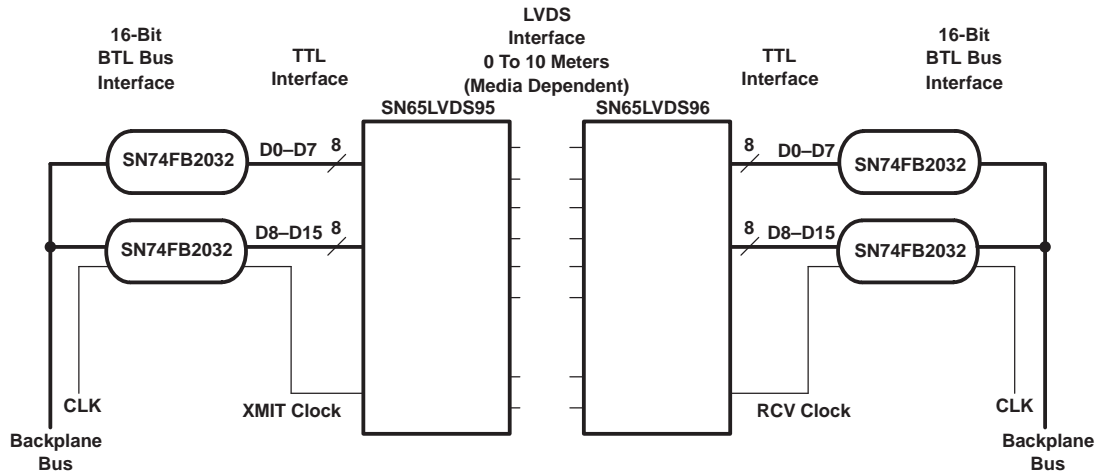 16-Bit
BTL Bus
Interface
TTL
Interface
LVDS
Interface
0 To 10 Meters
(Media Dependent)
TTL
Interface
16-Bit
BTL Bus
Interface
SN65LVDS95
SN65LVDS96
SN74FB2032
D0–D7
8
8
D0–D7
SN74FB2032
SN74FB2032
D8–D15
8
8
D8–D15
SN74FB2032
CLK
XMIT Clock
RCV Clock
CLK
Backplane
Bus
Backplane
Bus